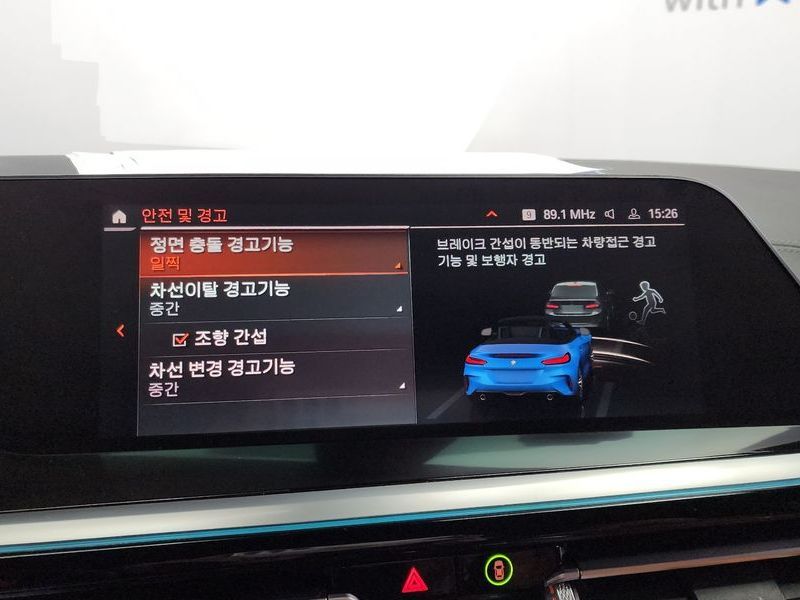 with
안전 및 경고
9 89.1 MHz 15:26
정면 충돌 경고기능
일찍
차선이탈 경고기능
중간
조향 간섭
차선 변경 경고기능
중간
브레이크 간섭이 동반되는 차량접근 경고
기능 및 보행자 경고